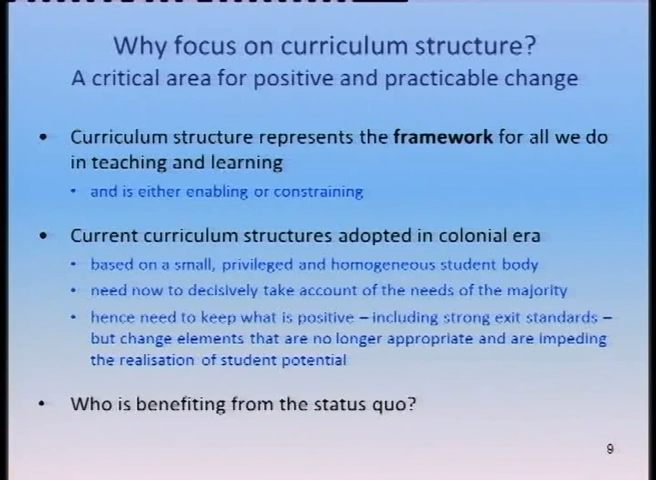 Why focus on curriculum structure?
A critical area for positive and practicable change
• Curriculum structure represents the framework for all we do
in teaching and learning
• and is either enabling or constraining
• Current curriculum structures adopted in colonial era
• based on a small, privileged and homogeneous student body
• need now to decisively take account of the needs of the majority
• hence need to keep what is positive – including strong exit standards –
but change elements that are no longer appropriate and are impeding
the realisation of student potential
• Who is benefiting from the status quo?
9